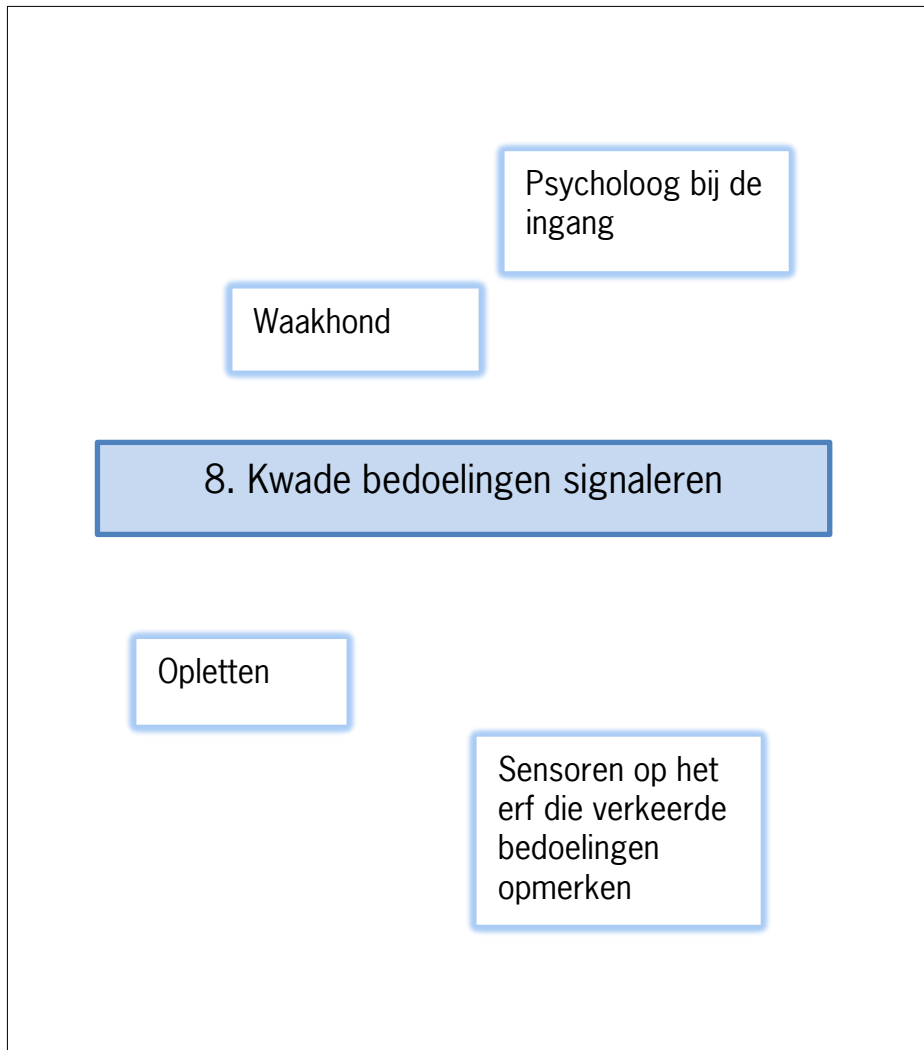 Psycholoog bij de
ingang
Waakhond
8. Kwade bedoelingen signaleren
Opletten
Sensoren op het
erf die verkeerde
bedoelingen
opmerken